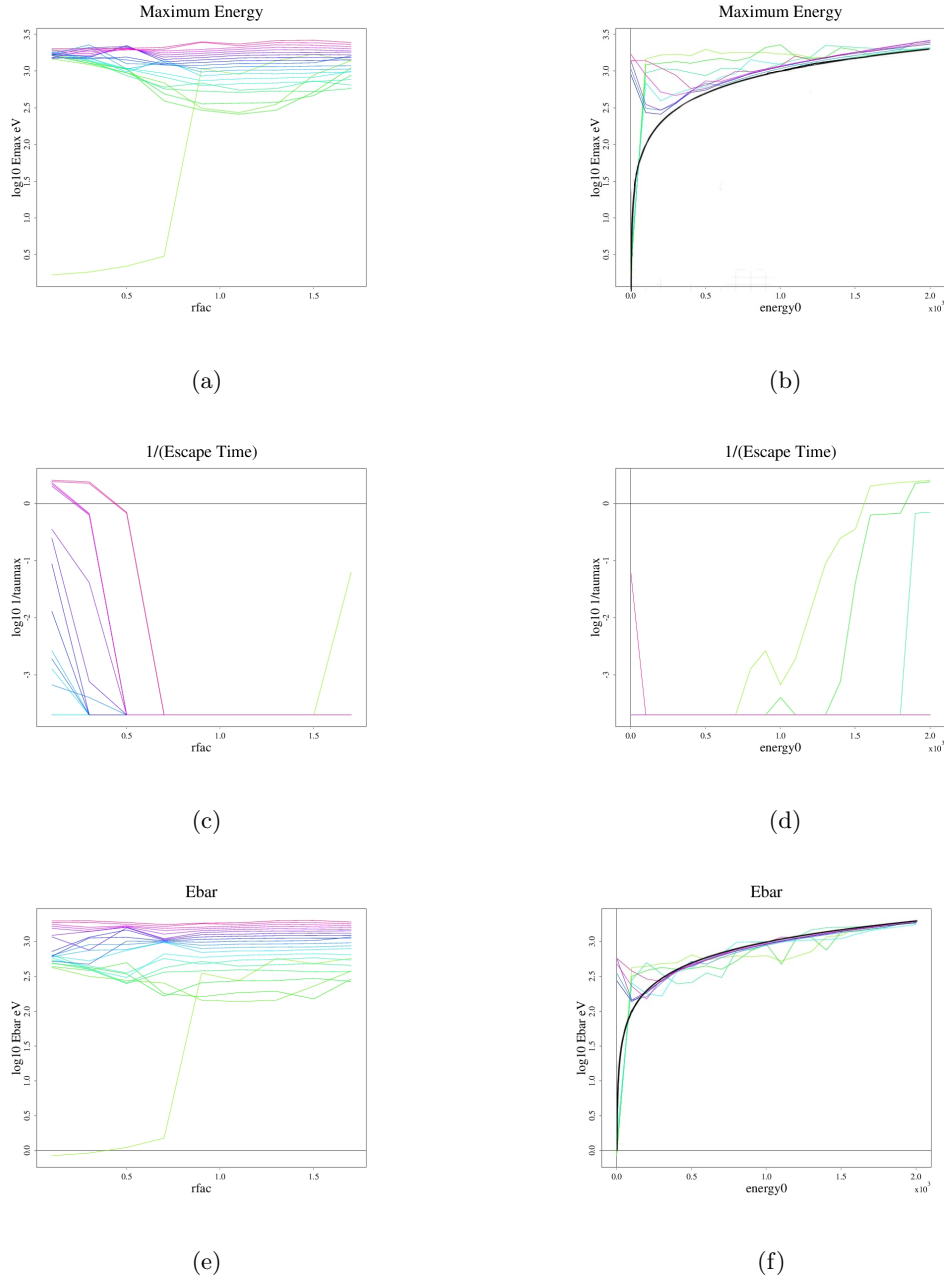 Maximum Energy
log10 Emax eV
3.5
3.0
2.5
2.0
1.5
1.0
0.5
0.5
1.0
1.5
rfac
(a)
Maximum Energy
log10 Emax eV
3.5
3.0
2.5
2.0
1.5
1.0
0.5
0.0
0.5
1.0
1.5
2.0
x10³
energy0
(b)
1/(Escape Time)
log10 1/taumax
0
-1
-2
-3
0.5
1.0
1.5
rfac
(c)
1/(Escape Time)
log10 1/taumax
0
-1
-2
-3
0.0
0.5
1.0
1.5
2.0
x10³
energy0
(d)
Ebar
log10 Ebar eV
3.0
2.5
2.0
1.5
1.0
0.5
0.0
0.5
1.0
1.5
rfac
(e)
Ebar
log10 Ebar eV
3.0
2.5
2.0
1.5
1.0
0.5
0.0
0.0
0.5
1.0
1.5
2.0
x10³
energy0
(f)